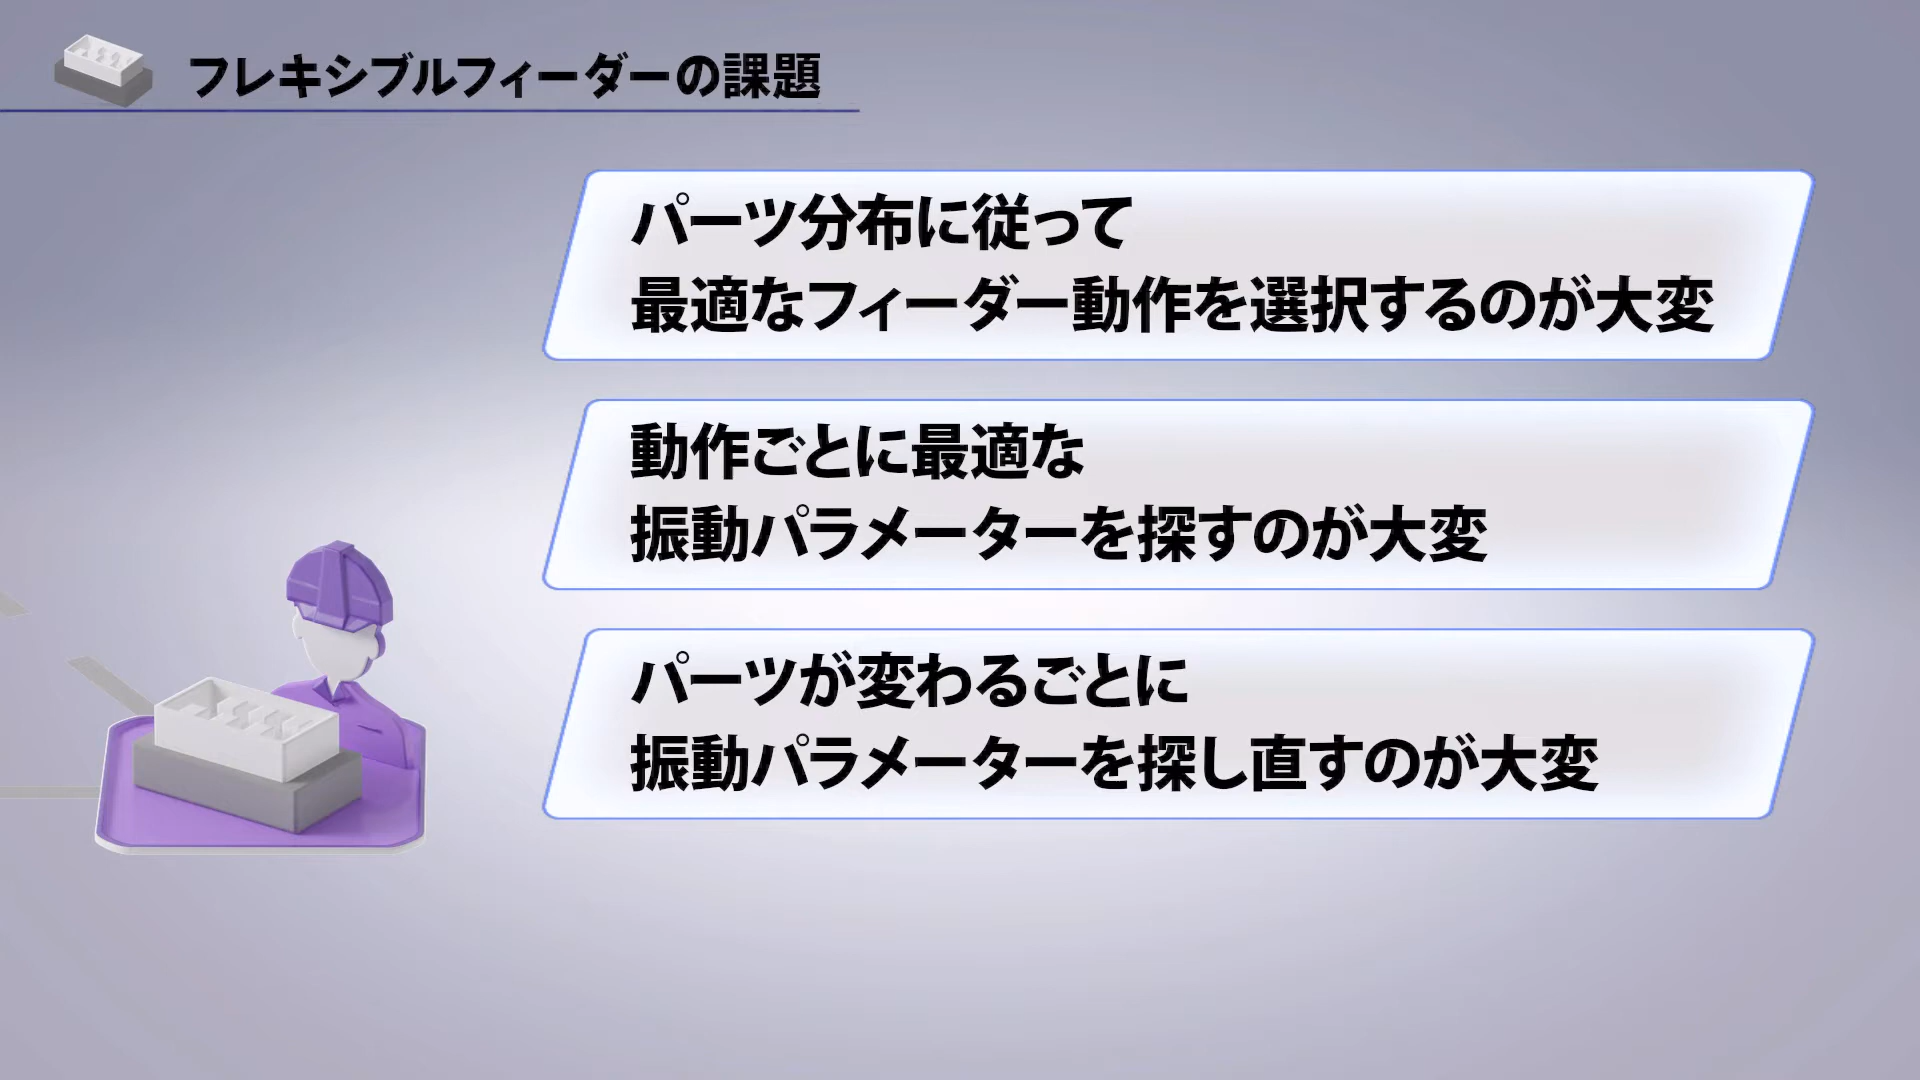 フレキシブルフィーダーの課題
パーツ分布に従って
最適なフィーダー動作を選択するのが大変
動作ごとに最適な
振動パラメーターを探すのが大変
パーツが変わるごとに
振動パラメーターを探し直すのが大変